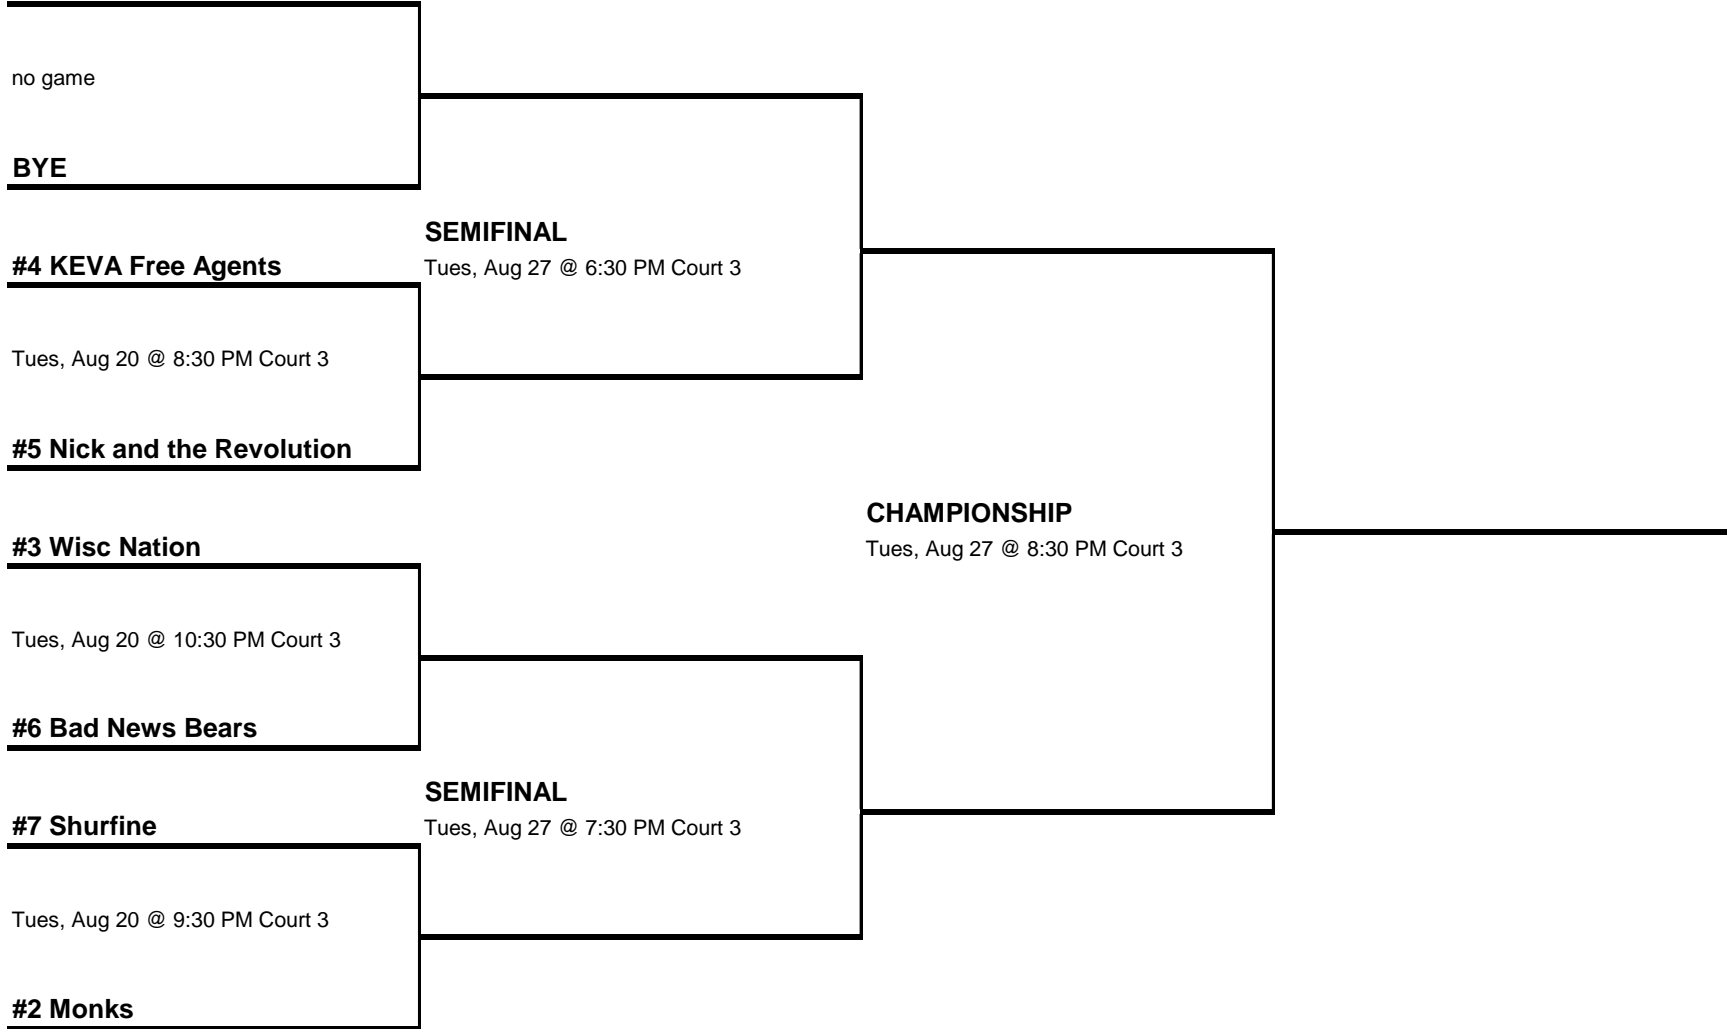 no game
BYE
SEMIFINAL
#4 KEVA Free Agents
Tues, Aug 27 @ 6:30 PM Court 3
Tues, Aug 20 @ 8:30 PM Court 3
#5 Nick and the Revolution
CHAMPIONSHIP
#3 Wisc Nation
Tues, Aug 27 @ 8:30 PM Court 3
Tues, Aug 20 @ 10:30 PM Court 3
#6 Bad News Bears
SEMIFINAL
#7 Shurfine
Tues, Aug 27 @ 7:30 PM Court 3
Tues, Aug 20 @ 9:30 PM Court 3
#2 Monks